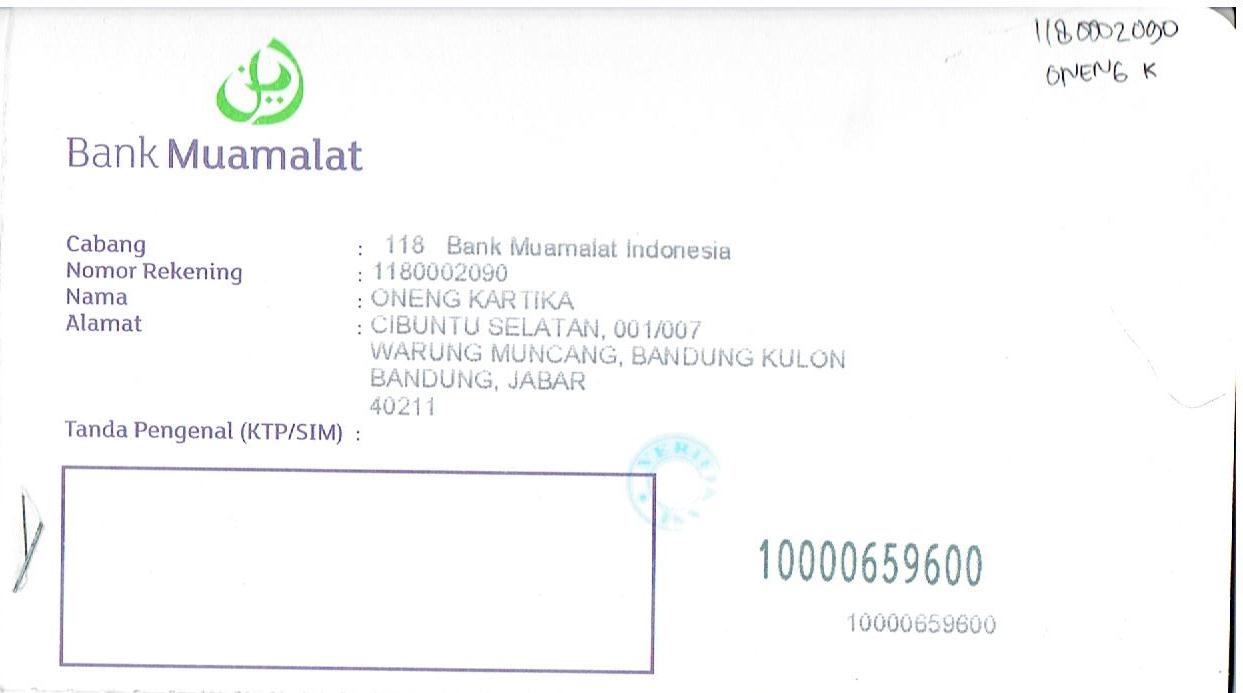 1180002090
ONENG K
Bank Muamalat
Cabang : 118 Bank Muamalat Indonesia
Nomor Rekening : 1180002090
Nama : ONENG KARTIKA
Alamat : CIBUNTU SELATAN, 001/007
WARUNG MUNCANG, BANDUNG KULON
BANDUNG, JABAR
40211
Tanda Pengenal (KTP/SIM) :
10000659600
10000659600